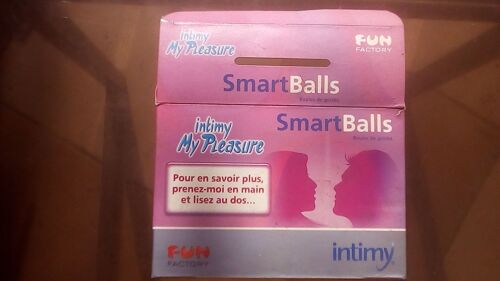 intimy
My Pleasure
FUN
FACTORY
SmartBalls
Boules de geisha
intimy
My Pleasure
SmartBalls
Boules de geisha
Pour en savoir plus,
prenez-moi en main
et lisez au dos...
FUN
FACTORY
intimy